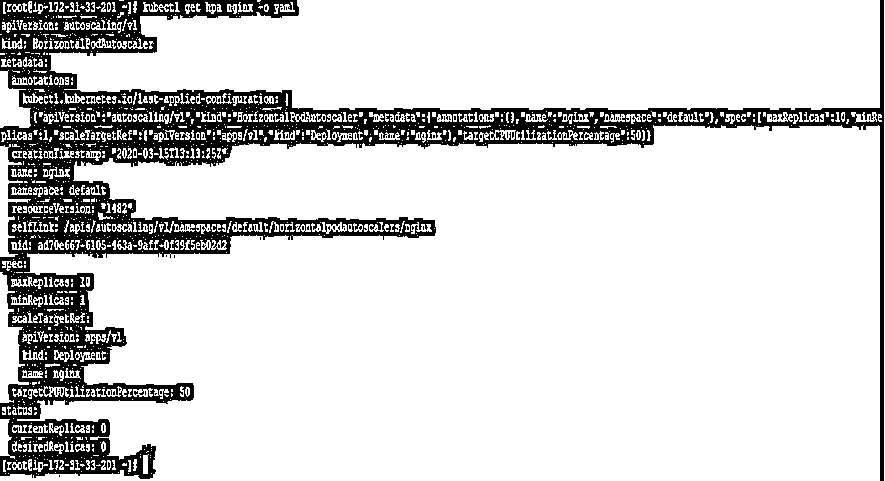 [root@ip-172-31-33-201 ~]# kubectl get hpa nginx -o yaml
apiVersion: autoscaling/v1
kind: HorizontalPodAutoscaler
metadata:
  annotations:
    kubectl.kubernetes.io/last-applied-configuration: |
      {"apiVersion":"autoscaling/v1","kind":"HorizontalPodAutoscaler","metadata":{"annotations":{},"name":"nginx","namespace":"default"},"spec":{"maxReplicas":10,"minRe
plicas":1,"scaleTargetRef":{"apiVersion":"apps/v1","kind":"Deployment","name":"nginx"},"targetCPUUtilizationPercentage":50}}
  creationTimestamp: "2020-03-15T13:13:25Z"
  name: nginx
  namespace: default
  resourceVersion: "1482"
  selfLink: /apis/autoscaling/v1/namespaces/default/horizontalpodautoscalers/nginx
  uid: ad70e667-6105-463a-9aff-0f39f5eb02d2
spec:
  maxReplicas: 10
  minReplicas: 1
  scaleTargetRef:
    apiVersion: apps/v1
    kind: Deployment
    name: nginx
  targetCPUUtilizationPercentage: 50
status:
  currentReplicas: 0
  desiredReplicas: 0
[root@ip-172-31-33-201 ~]#